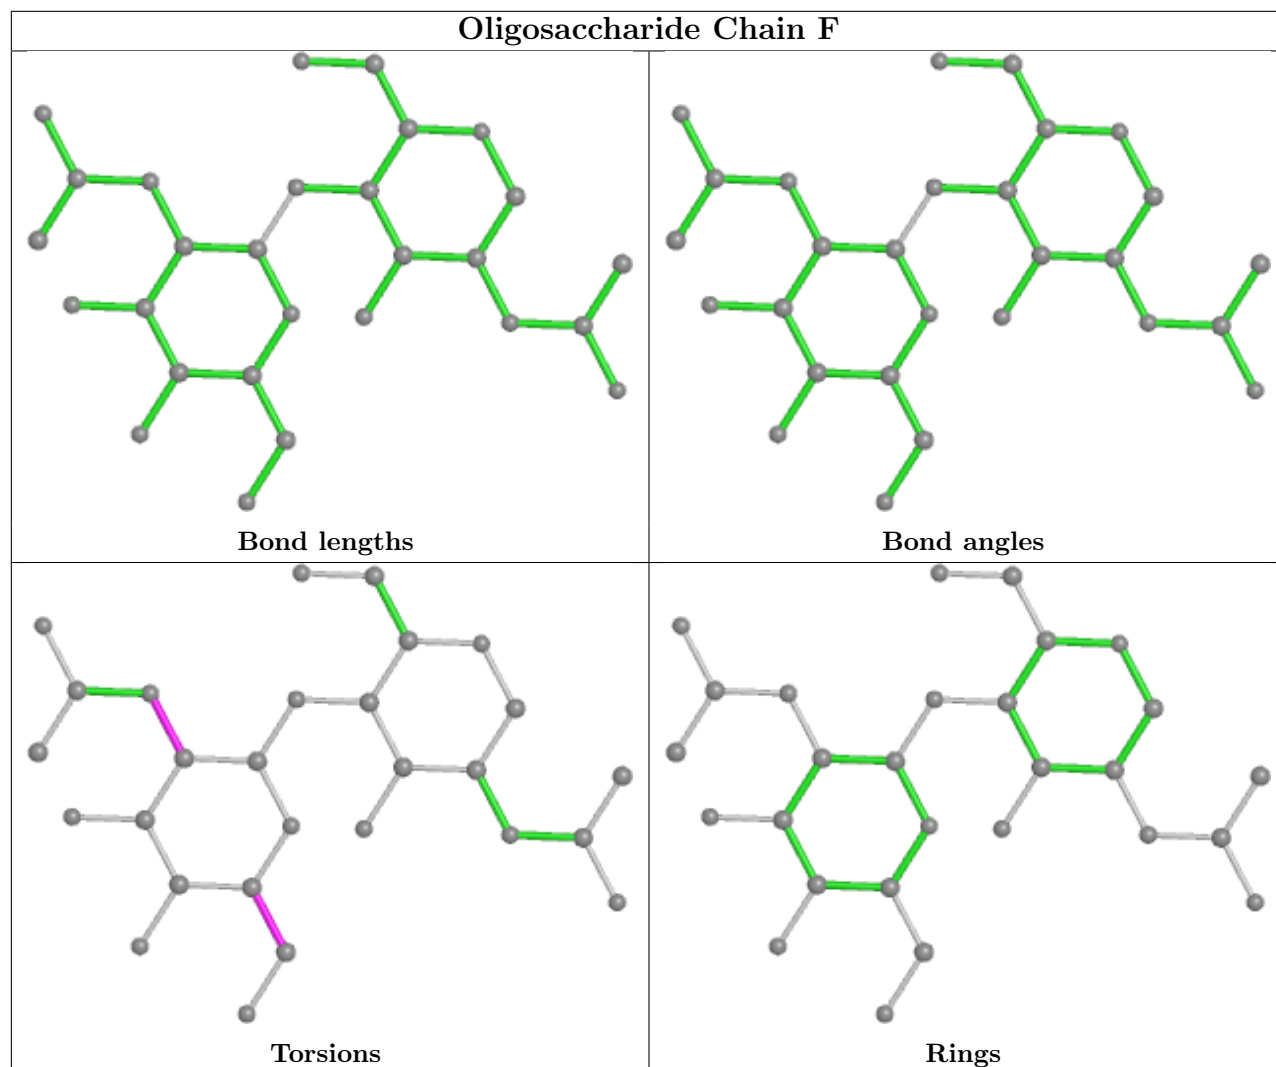 Oligosaccharide Chain F
Bond lengths
Bond angles
Torsions
Rings